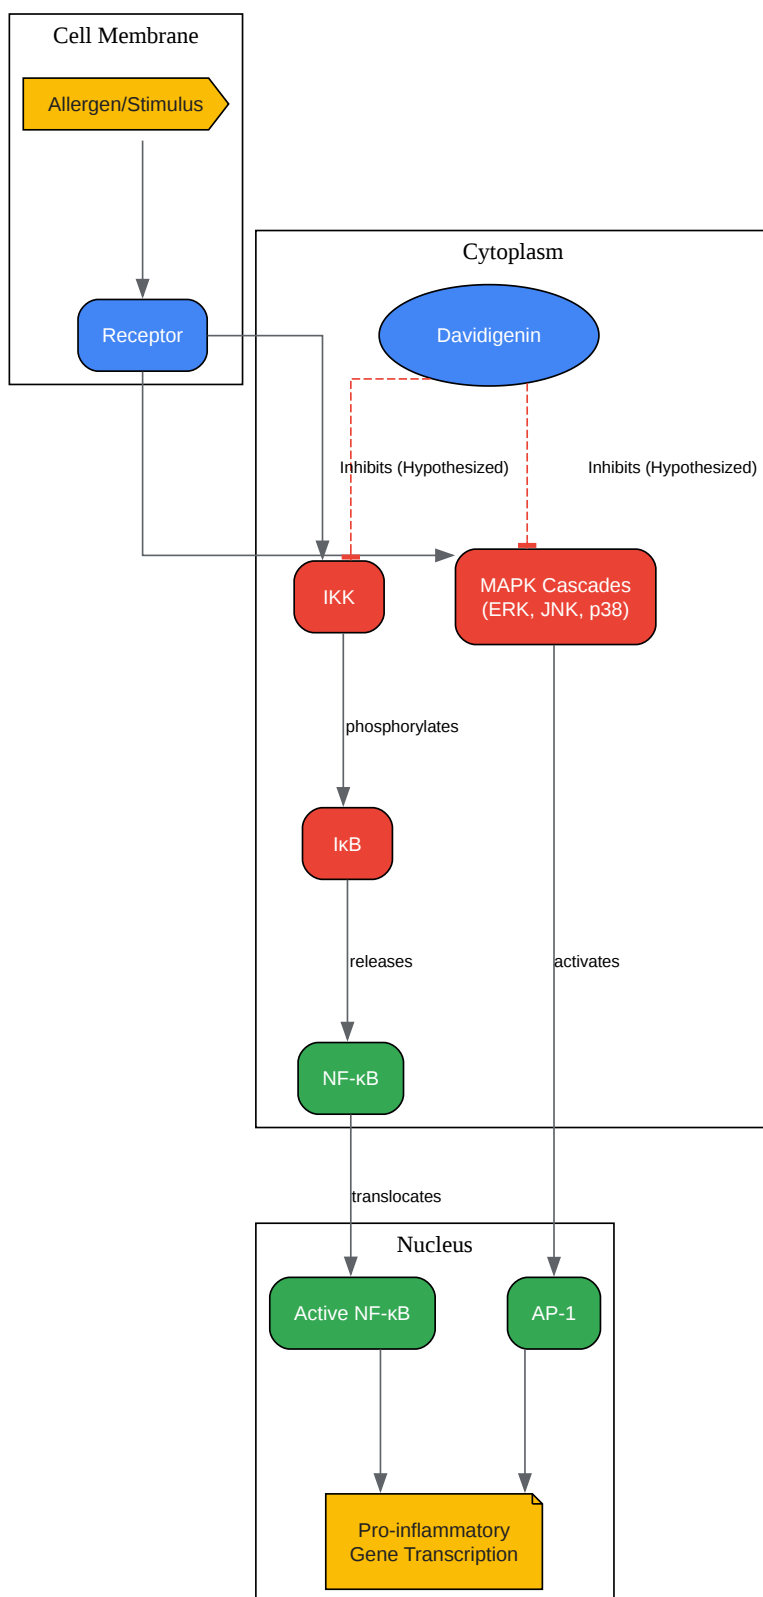 Cell Membrane
Allergen/Stimulus
Cytoplasm
Receptor
Davidigenin
Inhibits (Hypothesized)
Inhibits (Hypothesized)
IKK
MAPK Cascades
(ERK, JNK, p38)
phosphorylates
IκB
releases
activates
NF-κB
translocates
Nucleus
Active NF-κB
AP-1
Pro-inflammatory
Gene Transcription